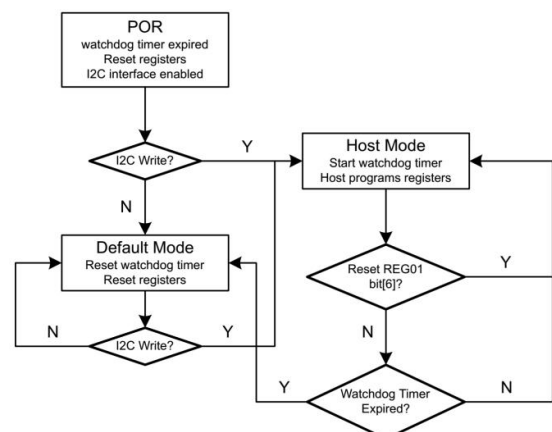 POR
watchdog timer expired
Reset registers
I2C interface enabled
I2C Write?
Y
N
Host Mode
Start watchdog timer
Host programs registers
Default Mode
Reset watchdog timer
Reset registers
Reset REG01
bit[6]?
Y
N
I2C Write?
N
Y
Watchdog Timer
Expired?
Y
N